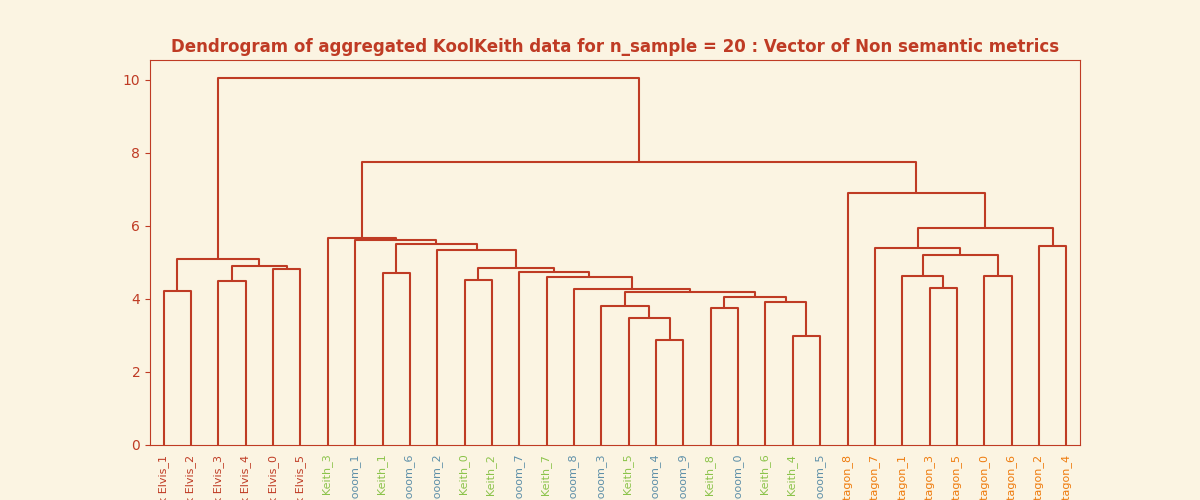 Dendrogram of aggregated KoolKeith data for n_sample = 20 : Vector of Non semantic metrics
10
8
6
4
2
0
Elvis_1
Elvis_2
Elvis_3
Elvis_4
Elvis_0
Elvis_5
Keith_3
ooom_1
Keith_1
ooom_6
ooom_2
Keith_0
Keith_2
ooom_7
Keith_7
ooom_8
ooom_3
Keith_5
ooom_4
ooom_9
Keith_8
ooom_0
Keith_6
Keith_4
ooom_5
tagon_8
tagon_7
tagon_1
tagon_3
tagon_5
tagon_0
tagon_6
tagon_2
tagon_4